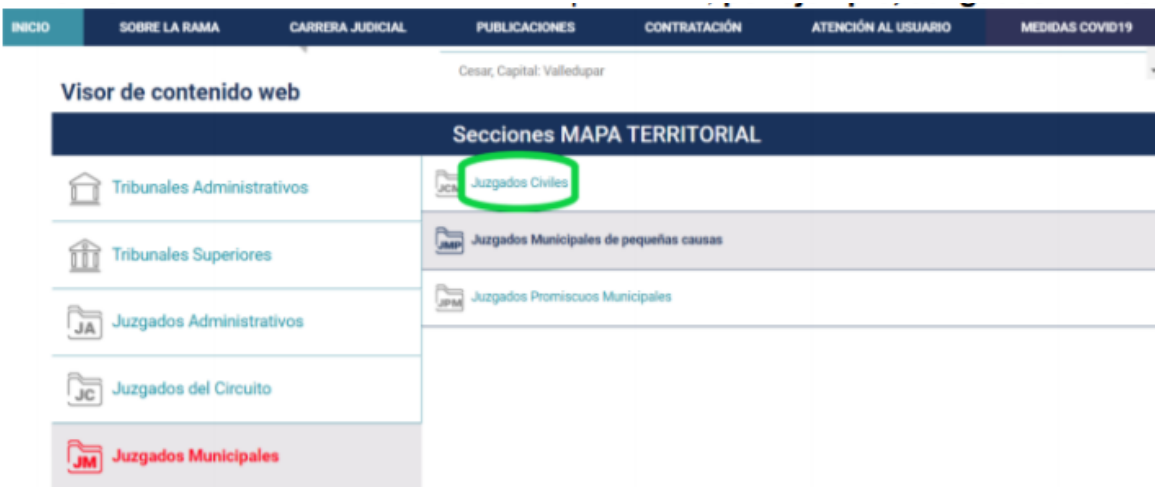 INICIO SOBRE LA RAMA CARRERA JUDICIAL PUBLICACIONES CONTRATACIÓN ATENCIÓN AL USUARIO MEDIDAS COVID19
Cesar, Capital: Valledupar
Visor de contenido web
Secciones MAPA TERRITORIAL
Tribunales Administrativos
Tribunales Superiores
JA Juzgados Administrativos
JC Juzgados del Circuito
JM Juzgados Municipales
JCM Juzgados Civiles
JMP Juzgados Municipales de pequeñas causas
JPM Juzgados Promiscuos Municipales